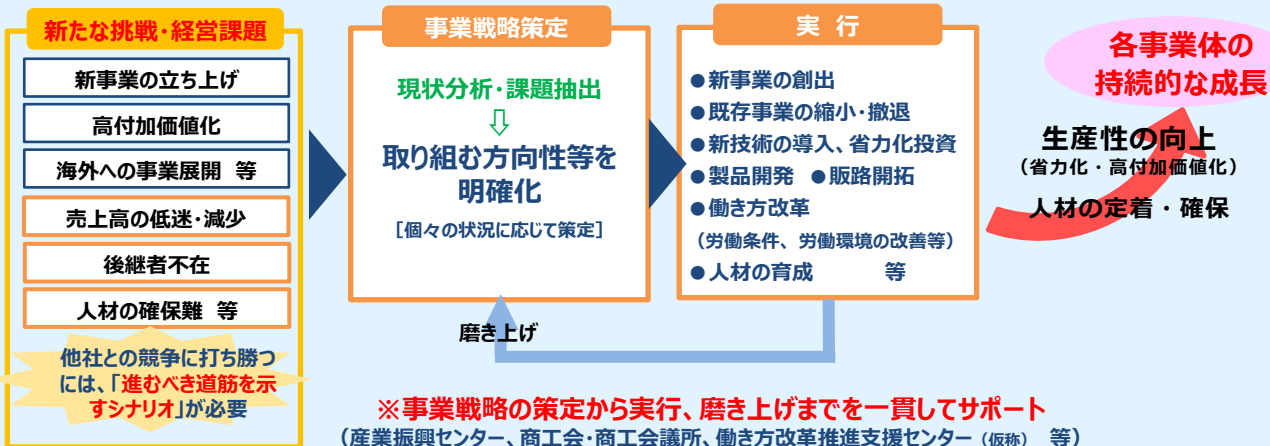 新たな挑戦・経営課題
新事業の立ち上げ
高付加価値化
海外への事業展開 等
売上高の低迷・減少
後継者不在
人材の確保難 等
他社との競争に打ち勝つ
には、「進むべき道筋を示
すシナリオ」が必要
事業戦略策定
現状分析・課題抽出
⇩
取り組む方向性等を
明確化
[個々の状況に応じて策定]
実 行
●新事業の創出
●既存事業の縮小・撤退
●新技術の導入、省力化投資
●製品開発 ●販路開拓
●働き方改革
(労働条件、労働環境の改善等)
●人材の育成 等
磨き上げ
各事業体の
持続的な成長
生産性の向上
(省力化・高付加価値化)
人材の定着・確保
※事業戦略の策定から実行、磨き上げまでを一貫してサポート
(産業振興センター、商工会・商工会議所、働き方改革推進支援センター(仮称) 等)